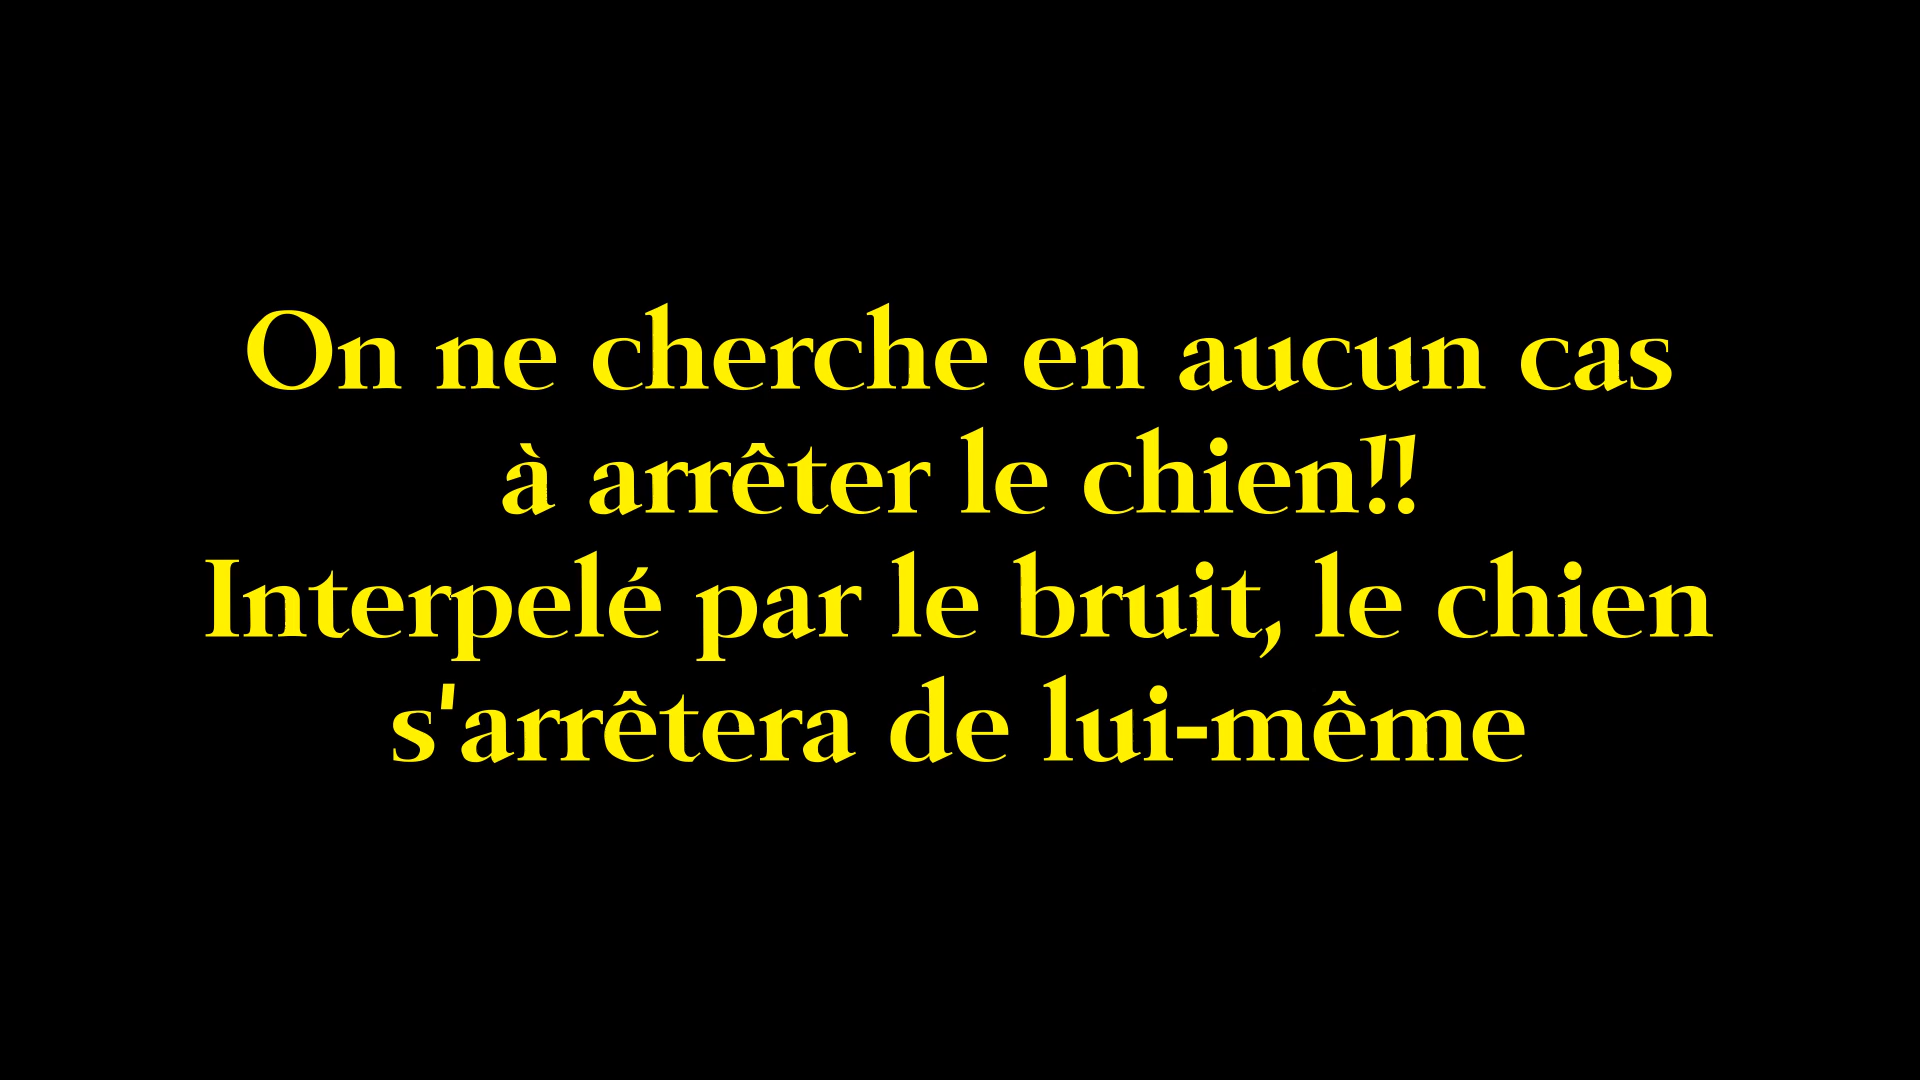 On ne cherche en aucun cas
à arrêter le chien!!
Interpelé par le bruit, le chien
s'arrêtera de lui-même